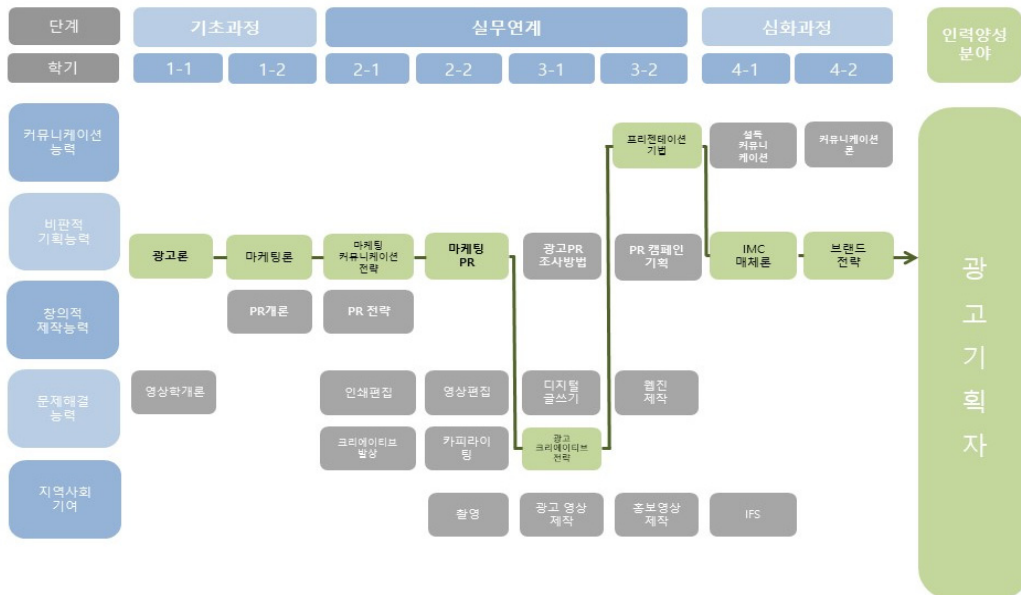 단계
기초과정
실무연계
심화과정
인력양성
분야
학기
1-1
1-2
2-1
2-2
3-1
3-2
4-1
4-2
커뮤니케이션
능력
프리젠테이션
기법
설득
커뮤니
케이션
커뮤니케이션
론
비판적
기획능력
광고론
마케팅론
마케팅
커뮤니케이션
전략
마케팅
PR
광고PR
조사방법
PR 캠페인
기획
IMC
매체론
브랜드
전략
창의적
제작능력
PR개론
PR 전략
문제해결
능력
영상학개론
인쇄편집
영상편집
디지털
글쓰기
웹진
제작
크리에이티브
발상
카피라이
팅
광고
크리에이티브
전략
지역사회
기여
촬영
광고 영상
제작
홍보영상
제작
IFS
광
고
기
획
자